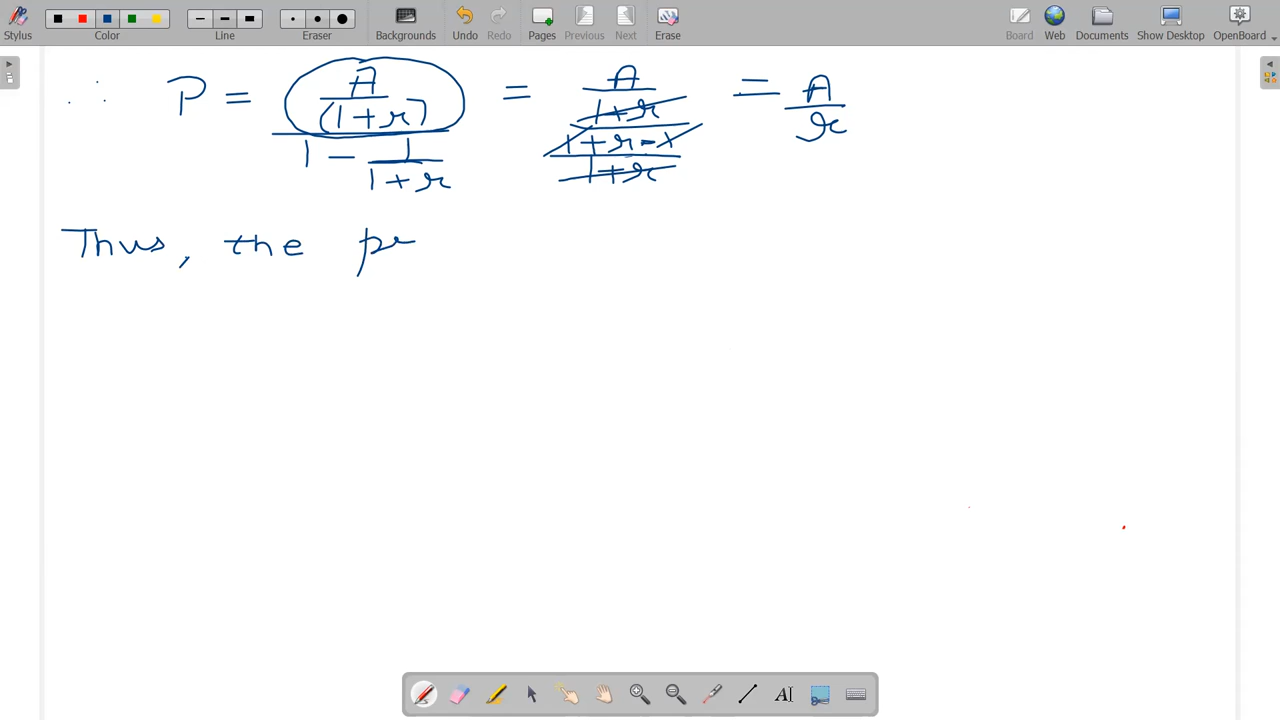 Stylus Color Line Eraser Backgrounds Undo Redo Pages Previous Next Erase Board Web Documents Show Desktop OpenBoard
∴ P = (A/(1+r))/(1 - 1/(1+r)) = (A/(1+r))/((1+r-1)/(1+r)) = A/r
Thus, the pr
AI